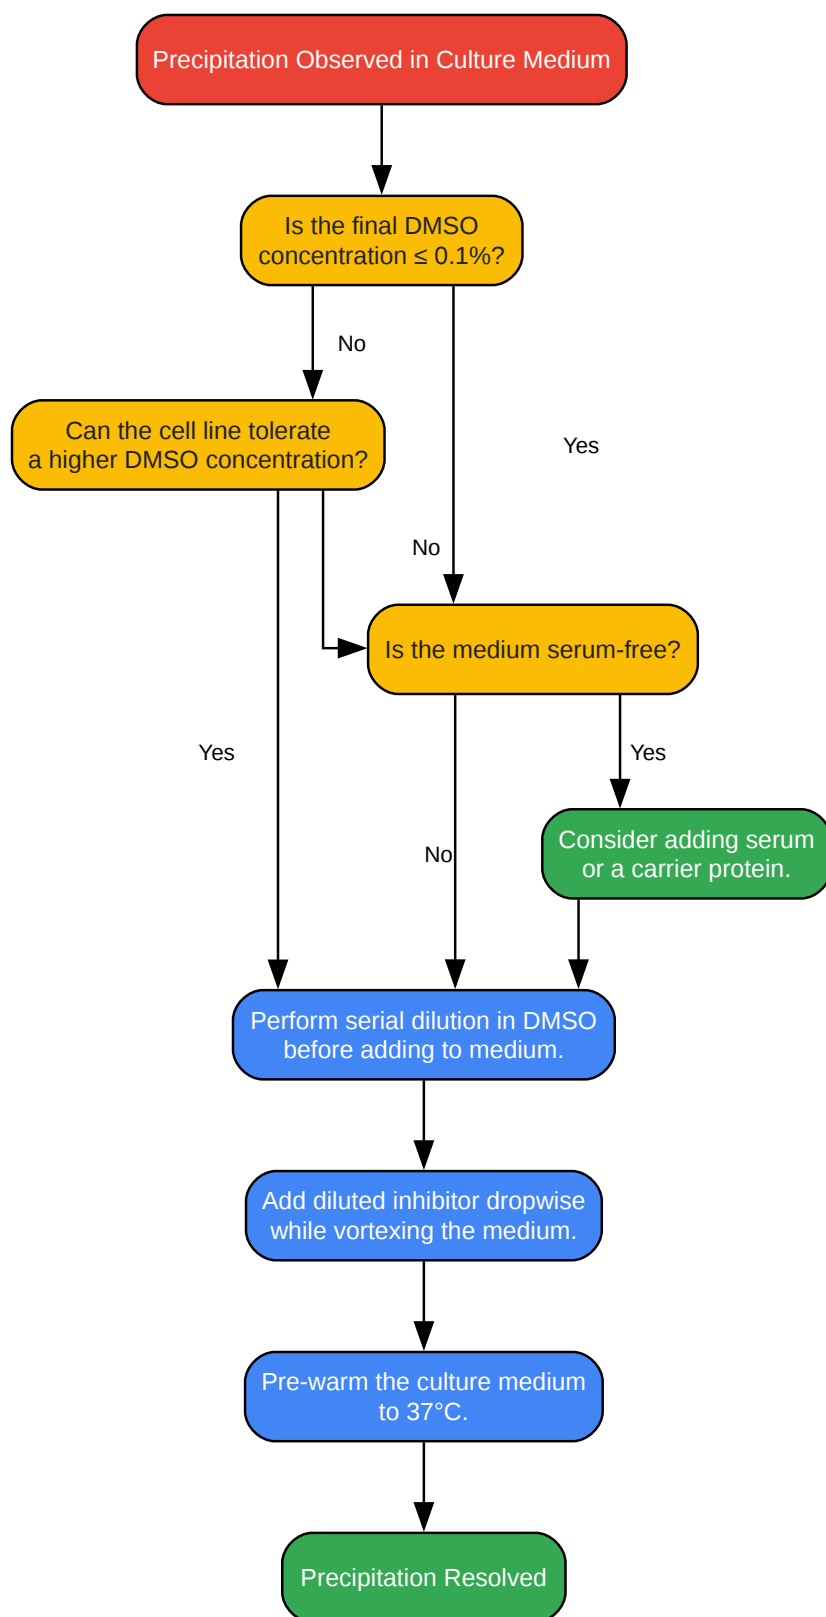 Precipitation Observed in Culture Medium
Is the final DMSO
concentration ≤ 0.1%?
No
Can the cell line tolerate
a higher DMSO concentration?
Yes
No
Is the medium serum-free?
Yes
Yes
Consider adding serum
or a carrier protein.
No
Perform serial dilution in DMSO
before adding to medium.
Add diluted inhibitor dropwise
while vortexing the medium.
Pre-warm the culture medium
to 37°C.
Precipitation Resolved